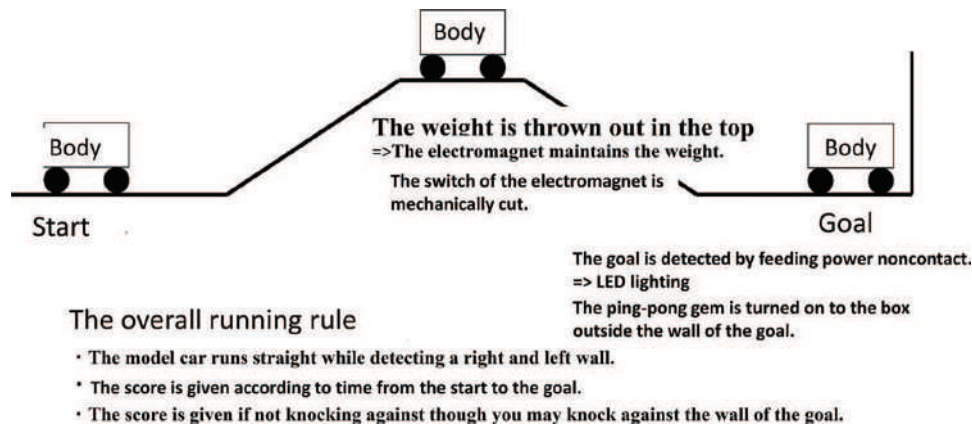 Body
Body
Body
The weight is thrown out in the top
=>The electromagnet maintains the weight.
The switch of the electromagnet is
mechanically cut.
Start
Goal
The goal is detected by feeding power noncontact.
=> LED lighting
The ping-pong gem is turned on to the box
outside the wall of the goal.
The overall running rule
・The model car runs straight while detecting a right and left wall.
・The score is given according to time from the start to the goal.
・The score is given if not knocking against though you may knock against the wall of the goal.